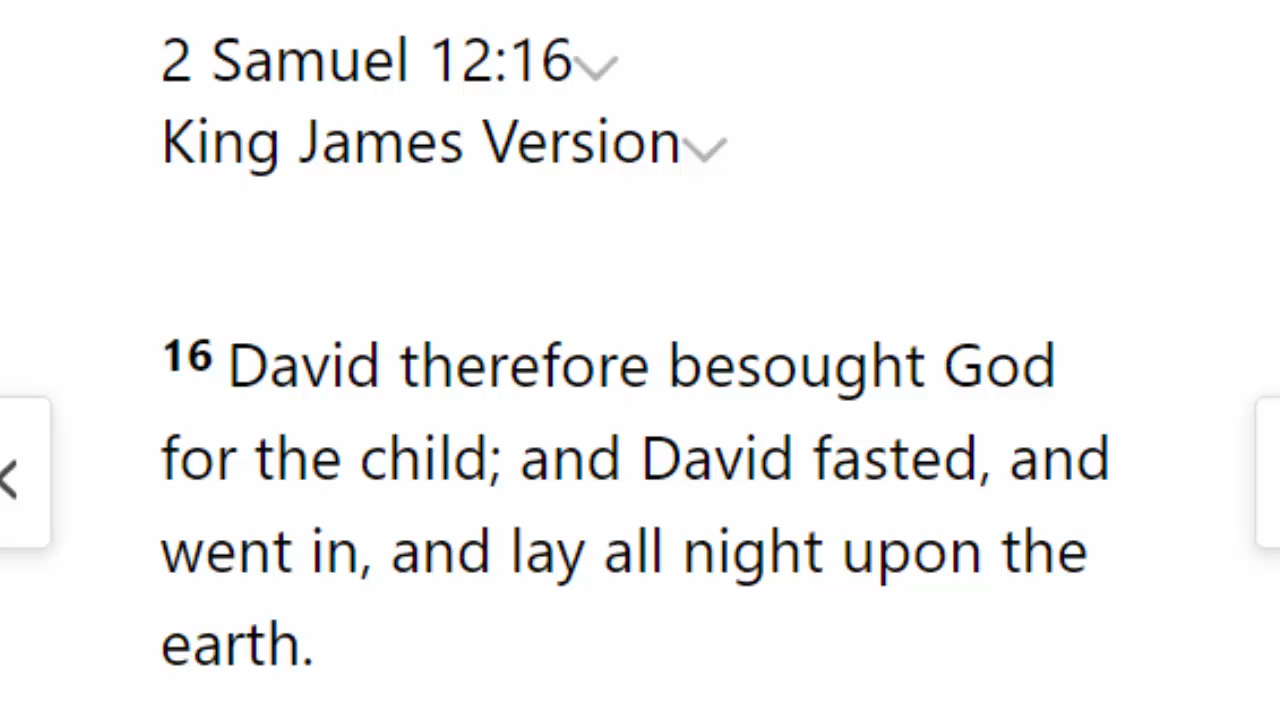 2 Samuel 12:16
King James Version
16 David therefore besought God
for the child; and David fasted, and
went in, and lay all night upon the
earth.